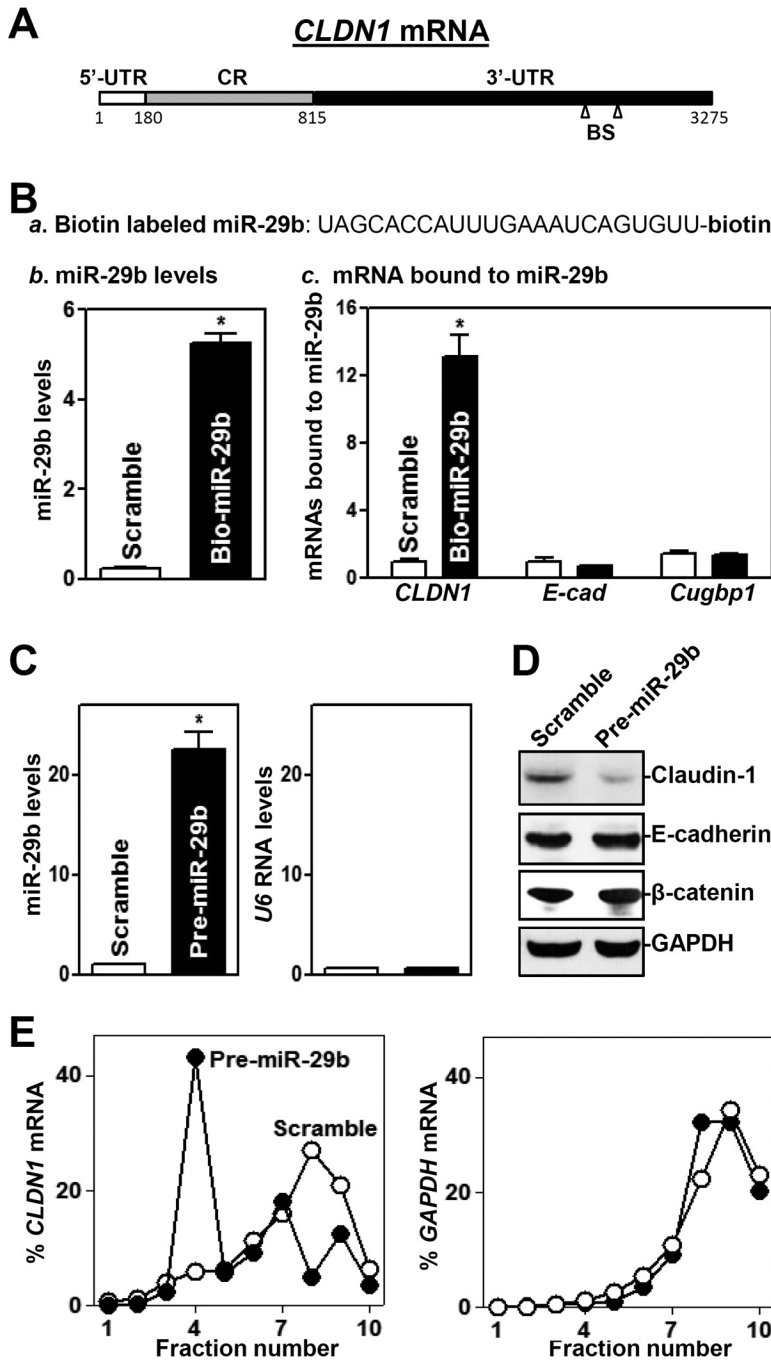 A
CLDN1 mRNA
5’-UTR CR 3’-UTR
1 180 815 3275
BS
B
a. Biotin labeled miR-29b: UAGCACCAUUUGAAAUCAGUGUU-biotin
b. miR-29b levels
c. mRNA bound to miR-29b
miR-29b levels
6
4
2
0
Scramble
Bio-miR-29b
*
mRNAs bound to miR-29b
16
12
8
4
0
Scramble
Bio-miR-29b
*
CLDN1 E-cad Cugbp1
C
miR-29b levels
20
10
0
Scramble
Pre-miR-29b
*
U6 RNA levels
20
10
0
D
Scramble
Pre-miR-29b
-Claudin-1
-E-cadherin
-β-catenin
-GAPDH
E
% CLDN1 mRNA
40
20
0
Pre-miR-29b
Scramble
1 4 7 10
Fraction number
% GAPDH mRNA
40
20
0
1 4 7 10
Fraction number